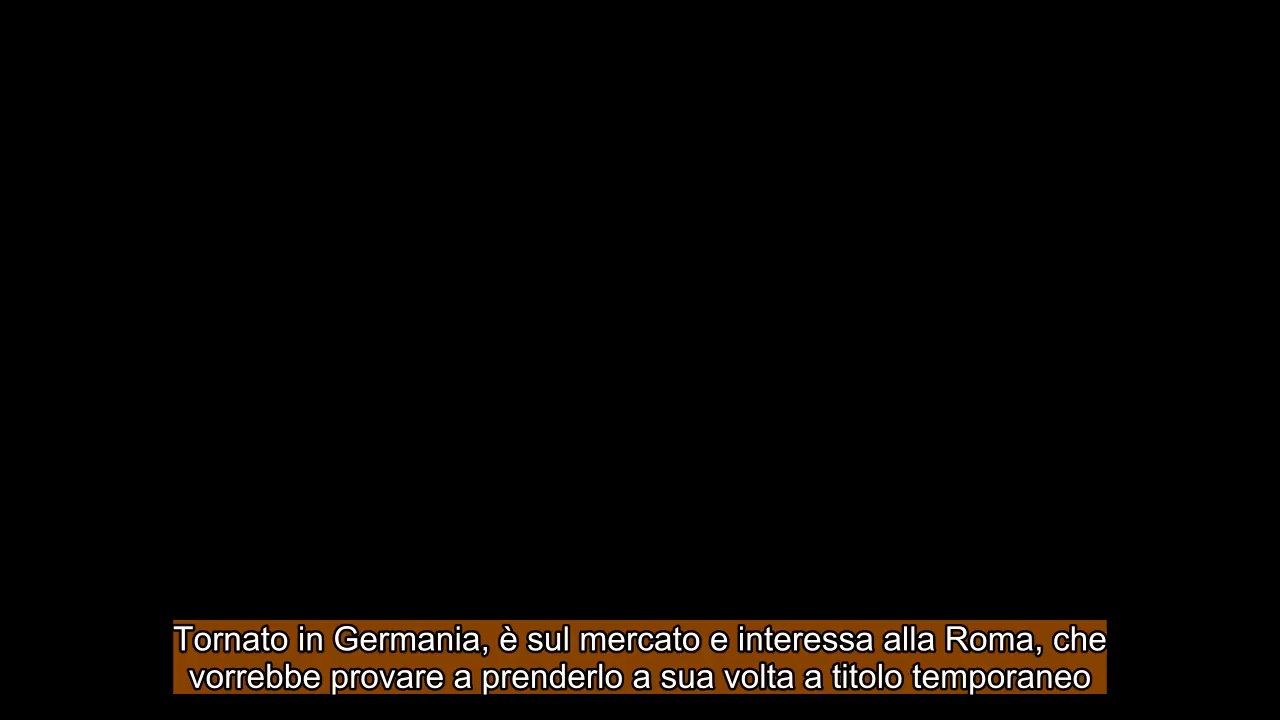 Tornato in Germania, è sul mercato e interessa alla Roma, che
vorrebbe provare a prenderlo a sua volta a titolo temporaneo